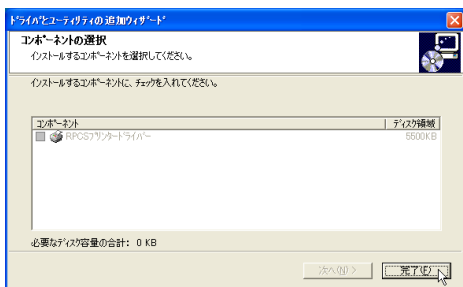 ﾄﾞﾗｲﾊﾞとﾕｰﾃｨﾘﾃｨの追加ｳｨｻﾞｰﾄﾞ
ｺﾝﾎﾟｰﾈﾝﾄの選択
ｲﾝｽﾄｰﾙするｺﾝﾎﾟｰﾈﾝﾄを選択してください。
ｲﾝｽﾄｰﾙするｺﾝﾎﾟｰﾈﾝﾄに、ﾁｪｯｸを入れてください。
ｺﾝﾎﾟｰﾈﾝﾄ ﾃﾞｨｽｸ領域
RPCSﾌﾟﾘﾝﾀｰﾄﾞﾗｲﾊﾞｰ 5500KB
必要なﾃﾞｨｽｸ容量の合計: 0 KB
次へ(N) > 完了(F)